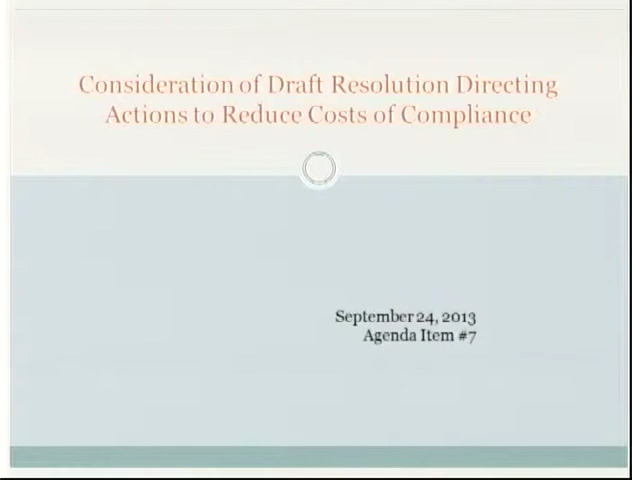 Consideration of Draft Resolution Directing
Actions to Reduce Costs of Compliance
September 24, 2013
Agenda Item #7